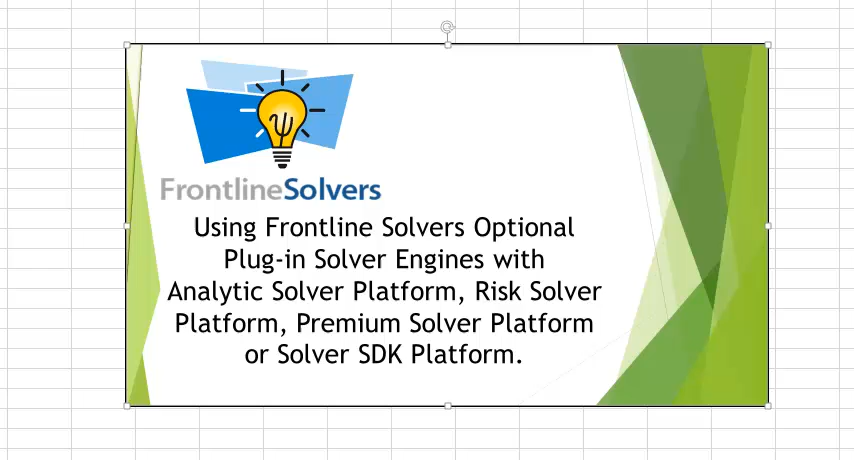 FrontlineSolvers
Using Frontline Solvers Optional
Plug-in Solver Engines with
Analytic Solver Platform, Risk Solver
Platform, Premium Solver Platform
or Solver SDK Platform.